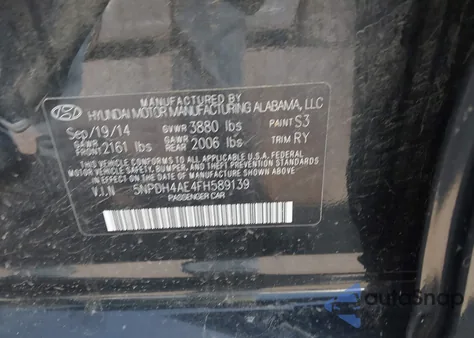 MANUFACTURED BY
HYUNDAI MOTOR MANUFACTURING ALABAMA, LLC
Sep/19/14 GVWR 3880 lbs PAINT S3
GAWR FRONT 2161 lbs GAWR REAR 2006 lbs TRIM RY
THIS VEHICLE CONFORMS TO ALL APPLICABLE U.S.A. FEDERAL
MOTOR VEHICLE SAFETY, BUMPER, AND THEFT PREVENTION STANDARDS
IN EFFECT ON THE DATE OF MANUFACTURE SHOWN ABOVE.
V.I.N 5NPDH4AE4FH589139
PASSENGER CAR
autoSnap